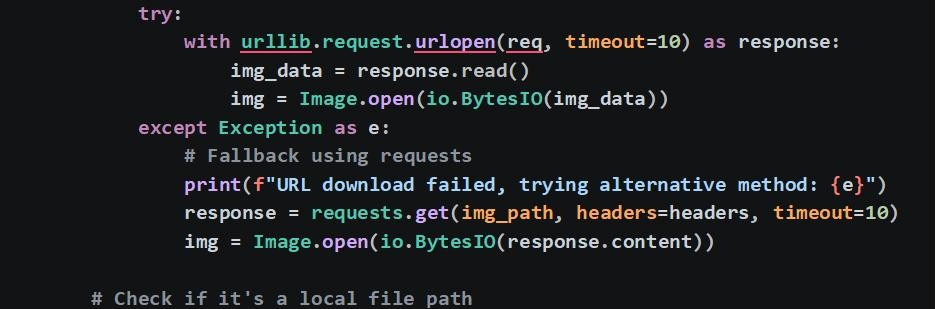 try:
with urllib.request.urlopen(req, timeout=10) as response:
img_data = response.read()
img = Image.open(io.BytesIO(img_data))
except Exception as e:
# Fallback using requests
print(f"URL download failed, trying alternative method: {e}")
response = requests.get(img_path, headers=headers, timeout=10)
img = Image.open(io.BytesIO(response.content))
# Check if it's a local file path